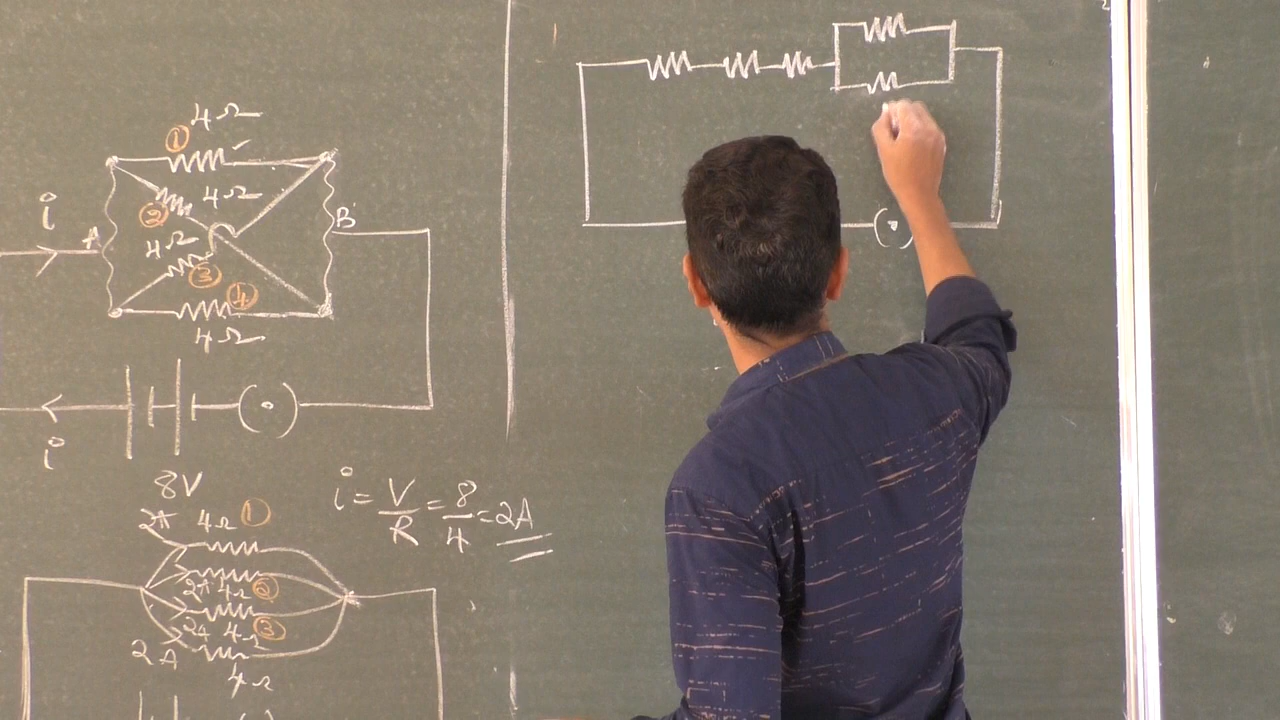 4Ω
①
4Ω
②
i
A
B
4Ω
③
④
4Ω
i
8V
i = V/R = 8/4 = 2A
2A 4Ω ①
2A 4Ω ②
2A 4Ω ③
2A
4Ω